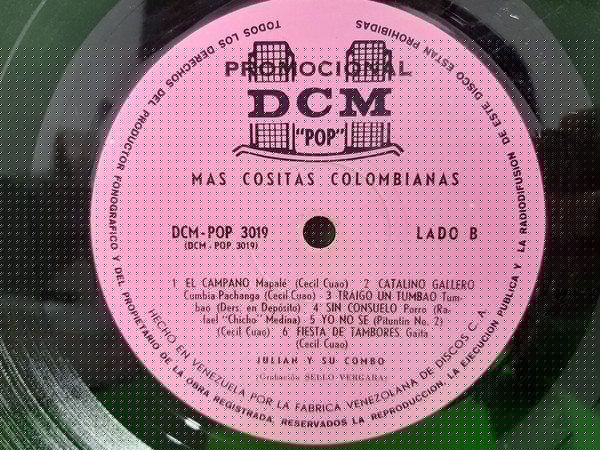 PROMOCIONAL
DCM
"POP"
MAS COSITAS COLOMBIANAS
DCM-POP 3019
(DCM - POP 3019)
LADO B
1 EL CAMPANO Mapalé (Cecil Cuao) 2 CATALINO GALLERO
Cumbia Pachanga (Cecil Cuao) 3 TRAIGO UN TUMBAO Tum-
bao (Ders. en Depósito) 4 SIN CONSUELO Porro (Ra-
fael "Chicho" Medina) 5 YO NO SE (Pituntin No. 2)
(Cecil Cuao) 6 FIESTA DE TAMBORES Gaita
(Cecil Cuao)
JULIAN Y SU COMBO
(Grabación SELLO VERGARA)
HECHO EN VENEZUELA POR LA FABRICA VENEZOLANA DE DISCOS C. A.
TODOS LOS DERECHOS DEL PRODUCTOR FONOGRAFICO Y DEL PROPIETARIO DE LA OBRA REGISTRADA, RESERVADOS LA REPRODUCCION, LA EJECUCION PUBLICA Y LA RADIODIFUSION DE ESTE DISCO ESTAN PROHIBIDAS